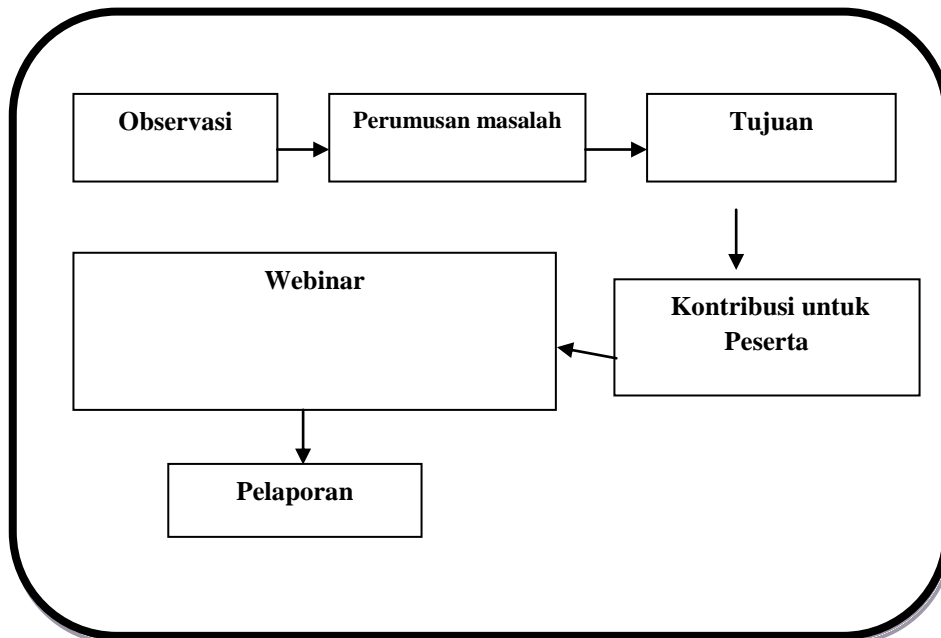 Observasi
Perumusan masalah
Tujuan
Kontribusi untuk
Peserta
Webinar
Pelaporan